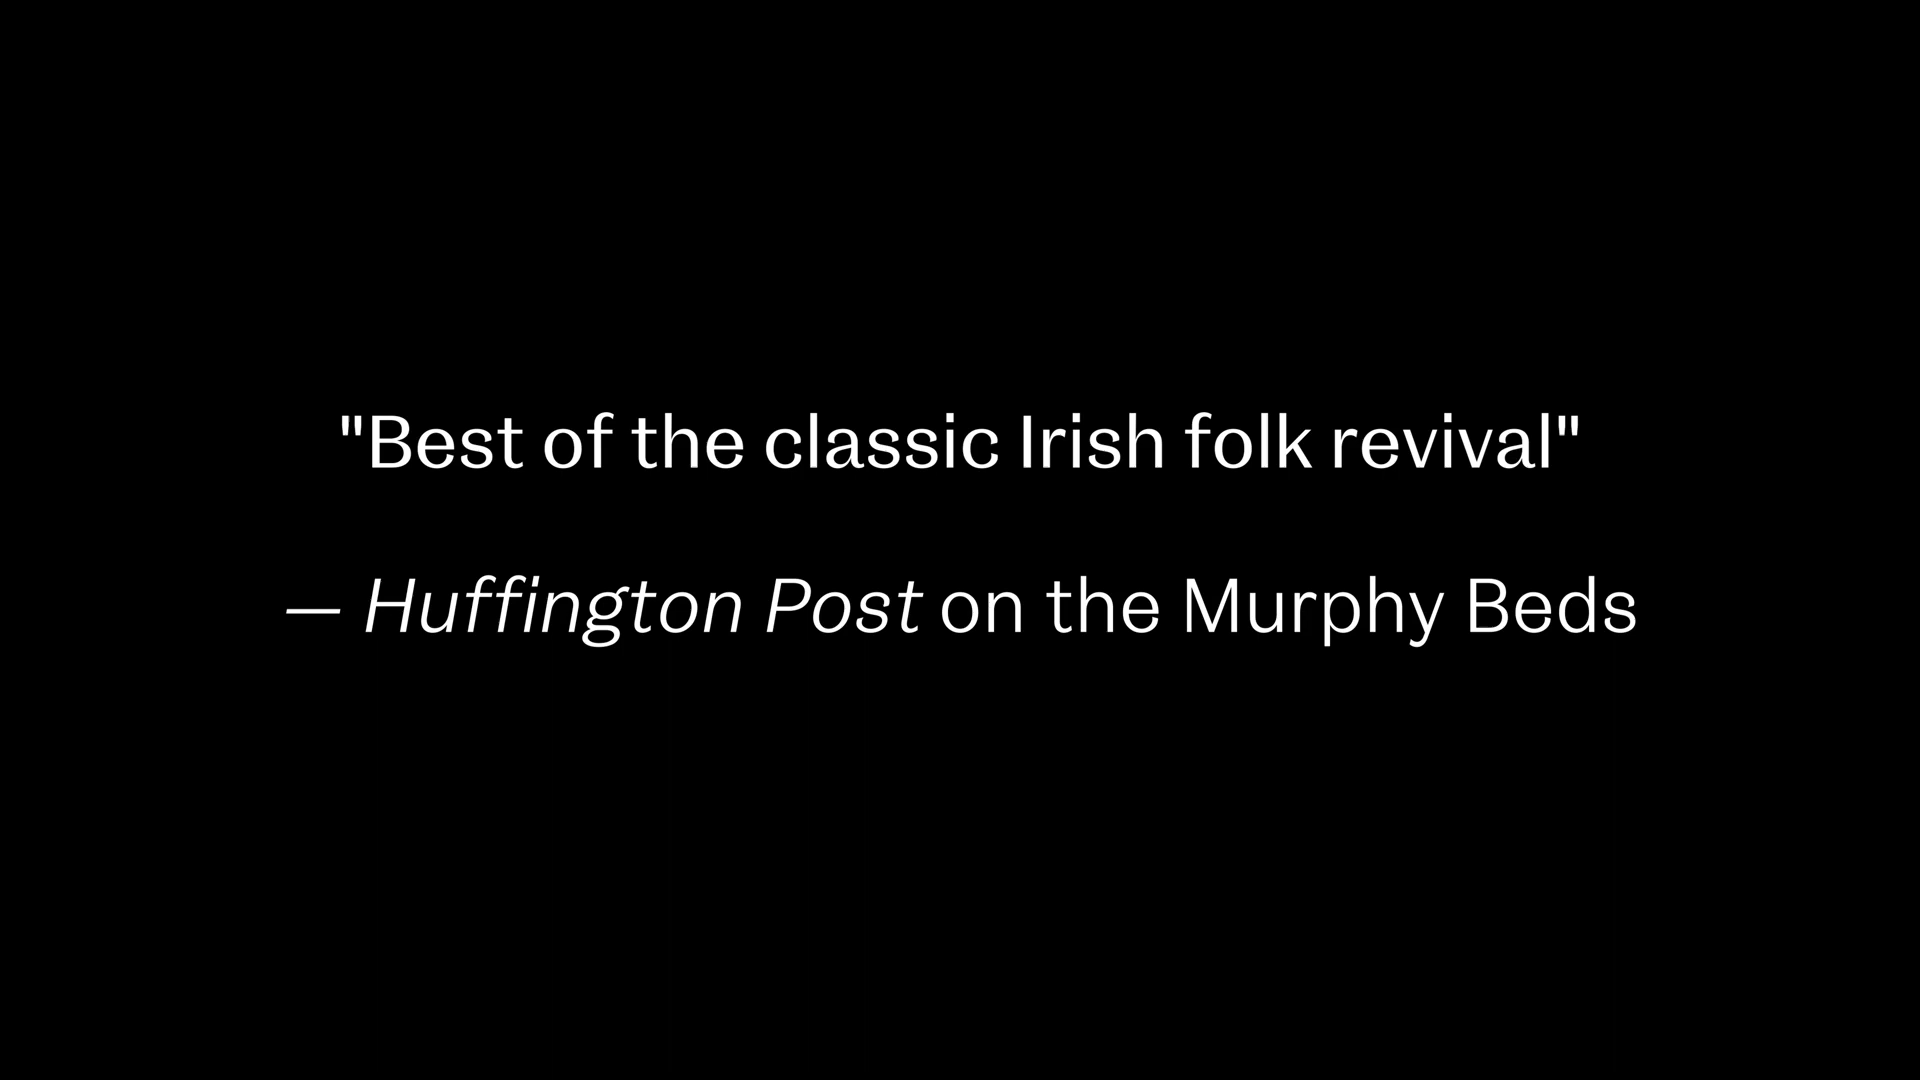 "Best of the classic Irish folk revival"
— Huffington Post on the Murphy Beds